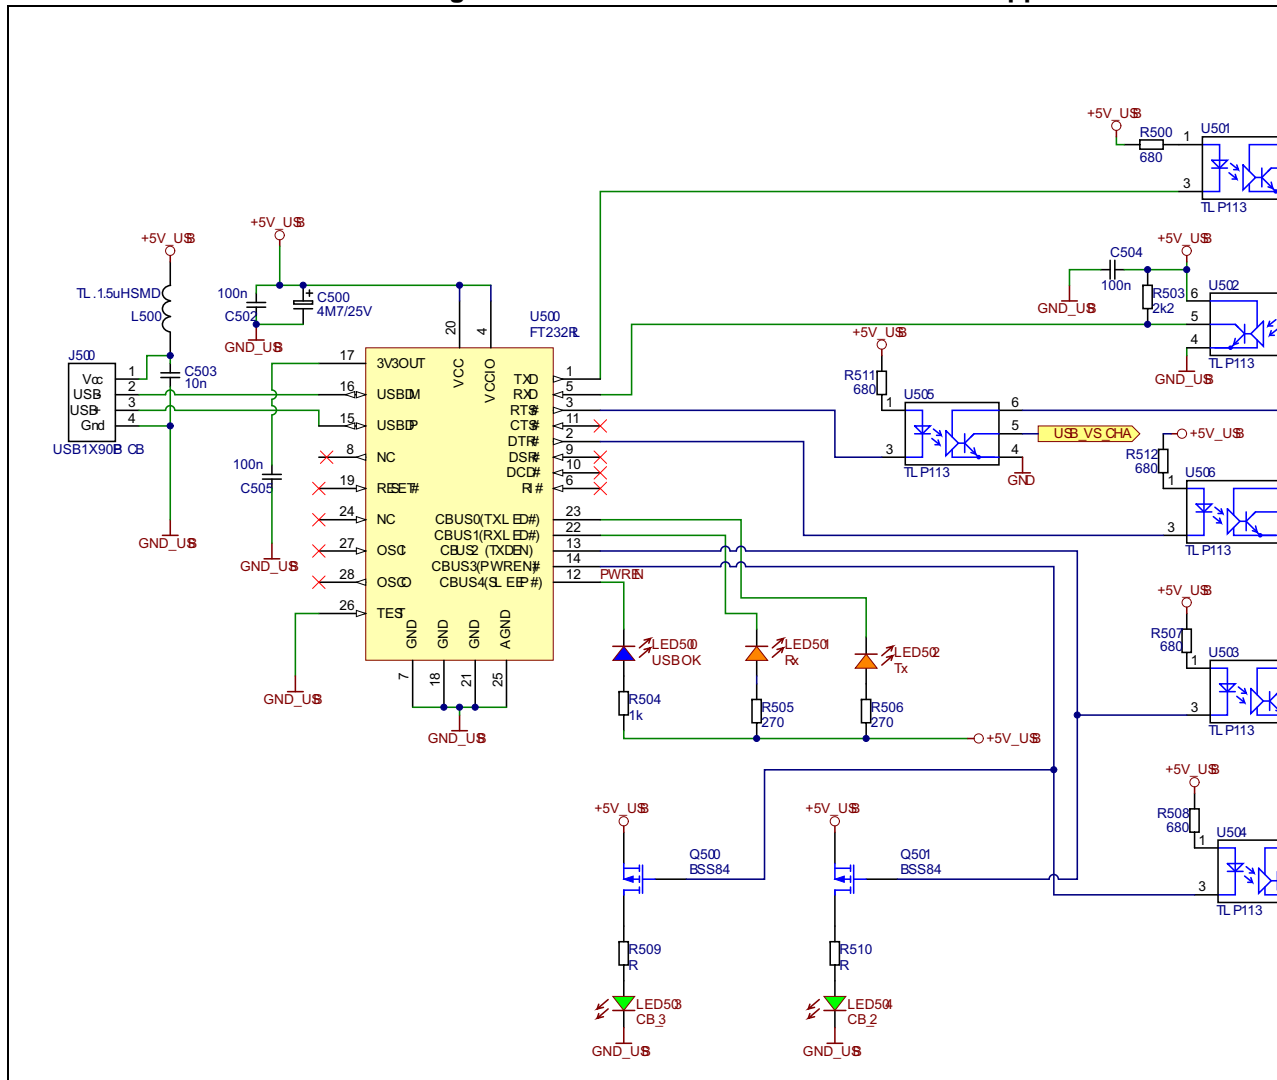 +5V_USB
R500
680
1
U501
3
TLP113
+5V_USB
+5V_USB
TL.1.5uHSMD
L500
100n
C502
C500
4M7/25V
GND_USB
+5V_USB
C504
100n
GND_USB
R503
2k2
U502
6
5
4
TLP113
GND_USB
J500
Vcc 1
USB- 2
USB+ 3
Gnd 4
USB1X90B PCB
C503
10n
GND_USB
100n
C505
GND_USB
U500
FT232RL
20
4
VCC
VCCIO
17 3V3OUT
16 USBDM
15 USBDP
8 NC
19 RESET#
24 NC
27 OSCI
28 OSCO
26 TEST
GND_USB
TXD 1
RXD 5
RTS# 3
CTS# 11
DTR# 2
DSR# 9
DCD# 10
RI# 6
CBUS0(TXLED#) 23
CBUS1(RXLED#) 22
CBUS2 (TXDEN) 13
CBUS3(PWREN)# 14
CBUS4(SLEEP#) 12
PWREN
GND
GND
GND
AGND
7
18
21
25
GND_USB
+5V_USB
R511
680
1
U505
3
TLP113
6
5
4
USB_VS_CHA
GND
+5V_USB
R512
680
1
U506
3
TLP113
LED500
USBOK
R504
1k
LED501
Rx
R505
270
LED502
Tx
R506
270
+5V_USB
+5V_USB
R507
680
1
U503
3
TLP113
+5V_USB
R508
680
1
U504
3
TLP113
+5V_USB
Q500
BSS84
R509
R
LED503
CB_3
GND_USB
+5V_USB
Q501
BSS84
R510
R
LED504
CB_2
GND_USB